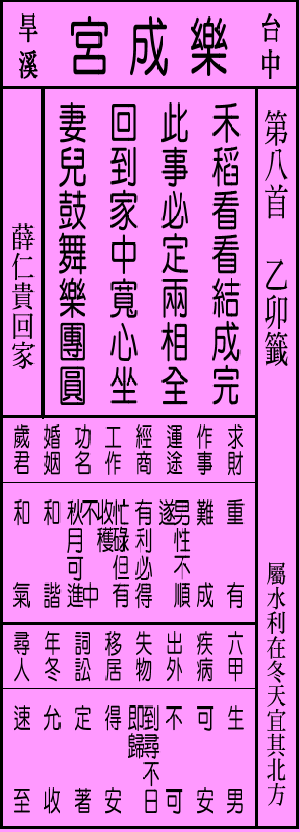 台中
樂成宮
旱溪
第八首 乙卯籤
屬水利在冬天宜其北方
禾稻看看結成完
此事必定兩相全
回到家中寬心坐
妻兒鼓舞樂團圓
薛仁貴回家
求財 重有
作事 難成
運途 男性不順遂
經商 有利必得
工作 忙碌但有收穫
功名 秋月可進中不
婚姻 和諧
歲君 和氣
六甲 生男
疾病 可安
出外 不可
失物 到尋不日即歸
移居 得安
詞訟 定著
年冬 允收
尋人 速至